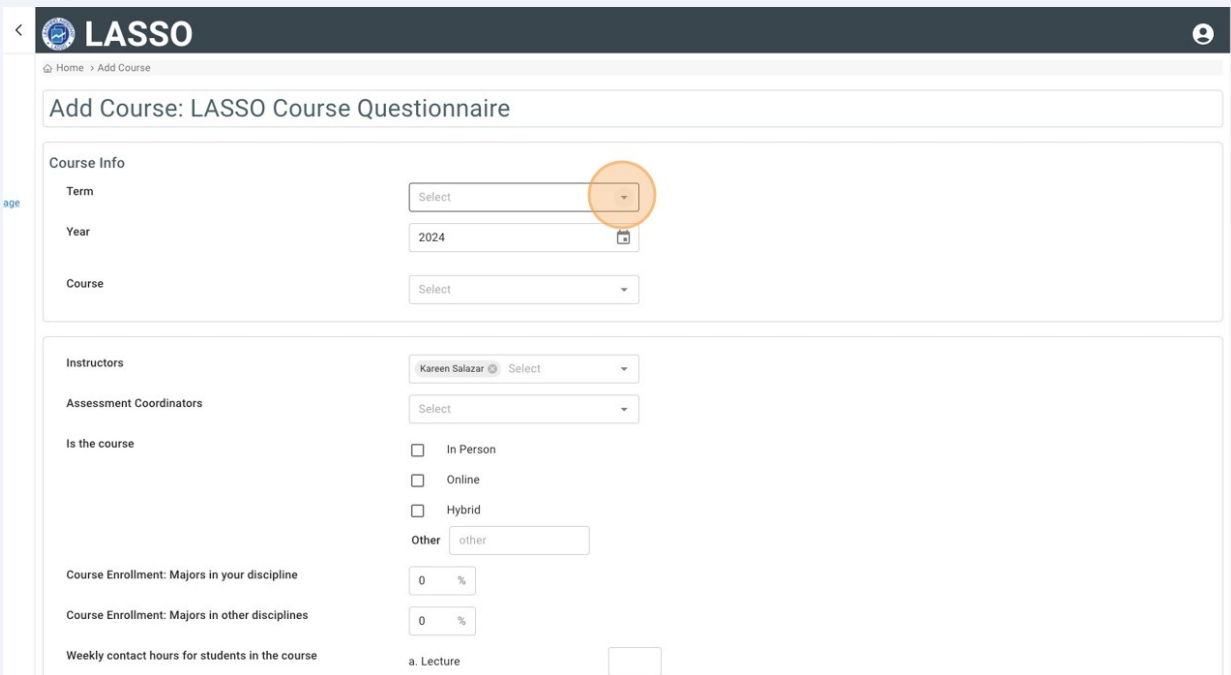 LASSO
Home > Add Course
Add Course: LASSO Course Questionnaire
Course Info
Term
Select
age
Year
2024
Course
Select
Instructors
Kareen Salazar Select
Assessment Coordinators
Select
Is the course
In Person
Online
Hybrid
Other other
Course Enrollment: Majors in your discipline
0 %
Course Enrollment: Majors in other disciplines
0 %
Weekly contact hours for students in the course
a. Lecture